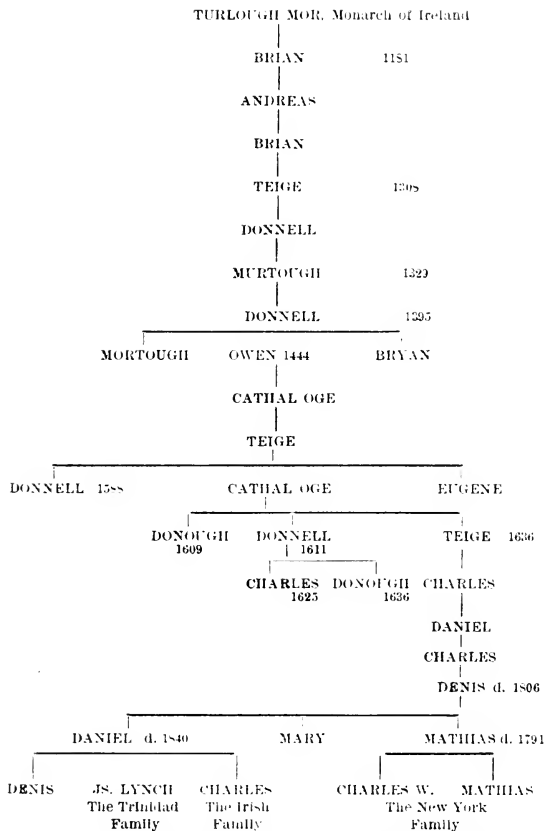 TURLOUGH MOR, Monarch of Ireland
BRIAN 1181
ANDREAS
BRIAN
TEIGE 1308
DONNELL
MURTOUGH 1329
DONNELL 1395
MORTOUGH OWEN 1444 BRYAN
CATHAL OGE
TEIGE
DONNELL 1588 CATHAL OGE EUGENE
DONOUGH DONNELL TEIGE 1636
1609 1611
CHARLES DONOUGH CHARLES
1625 1636
DANIEL
CHARLES
DENIS d. 1806
DANIEL d. 1840 MARY MATHIAS d. 1791
DENIS JS. LYNCH CHARLES CHARLES W. MATHIAS
The Trinidad The Irish The New York
Family Family Family